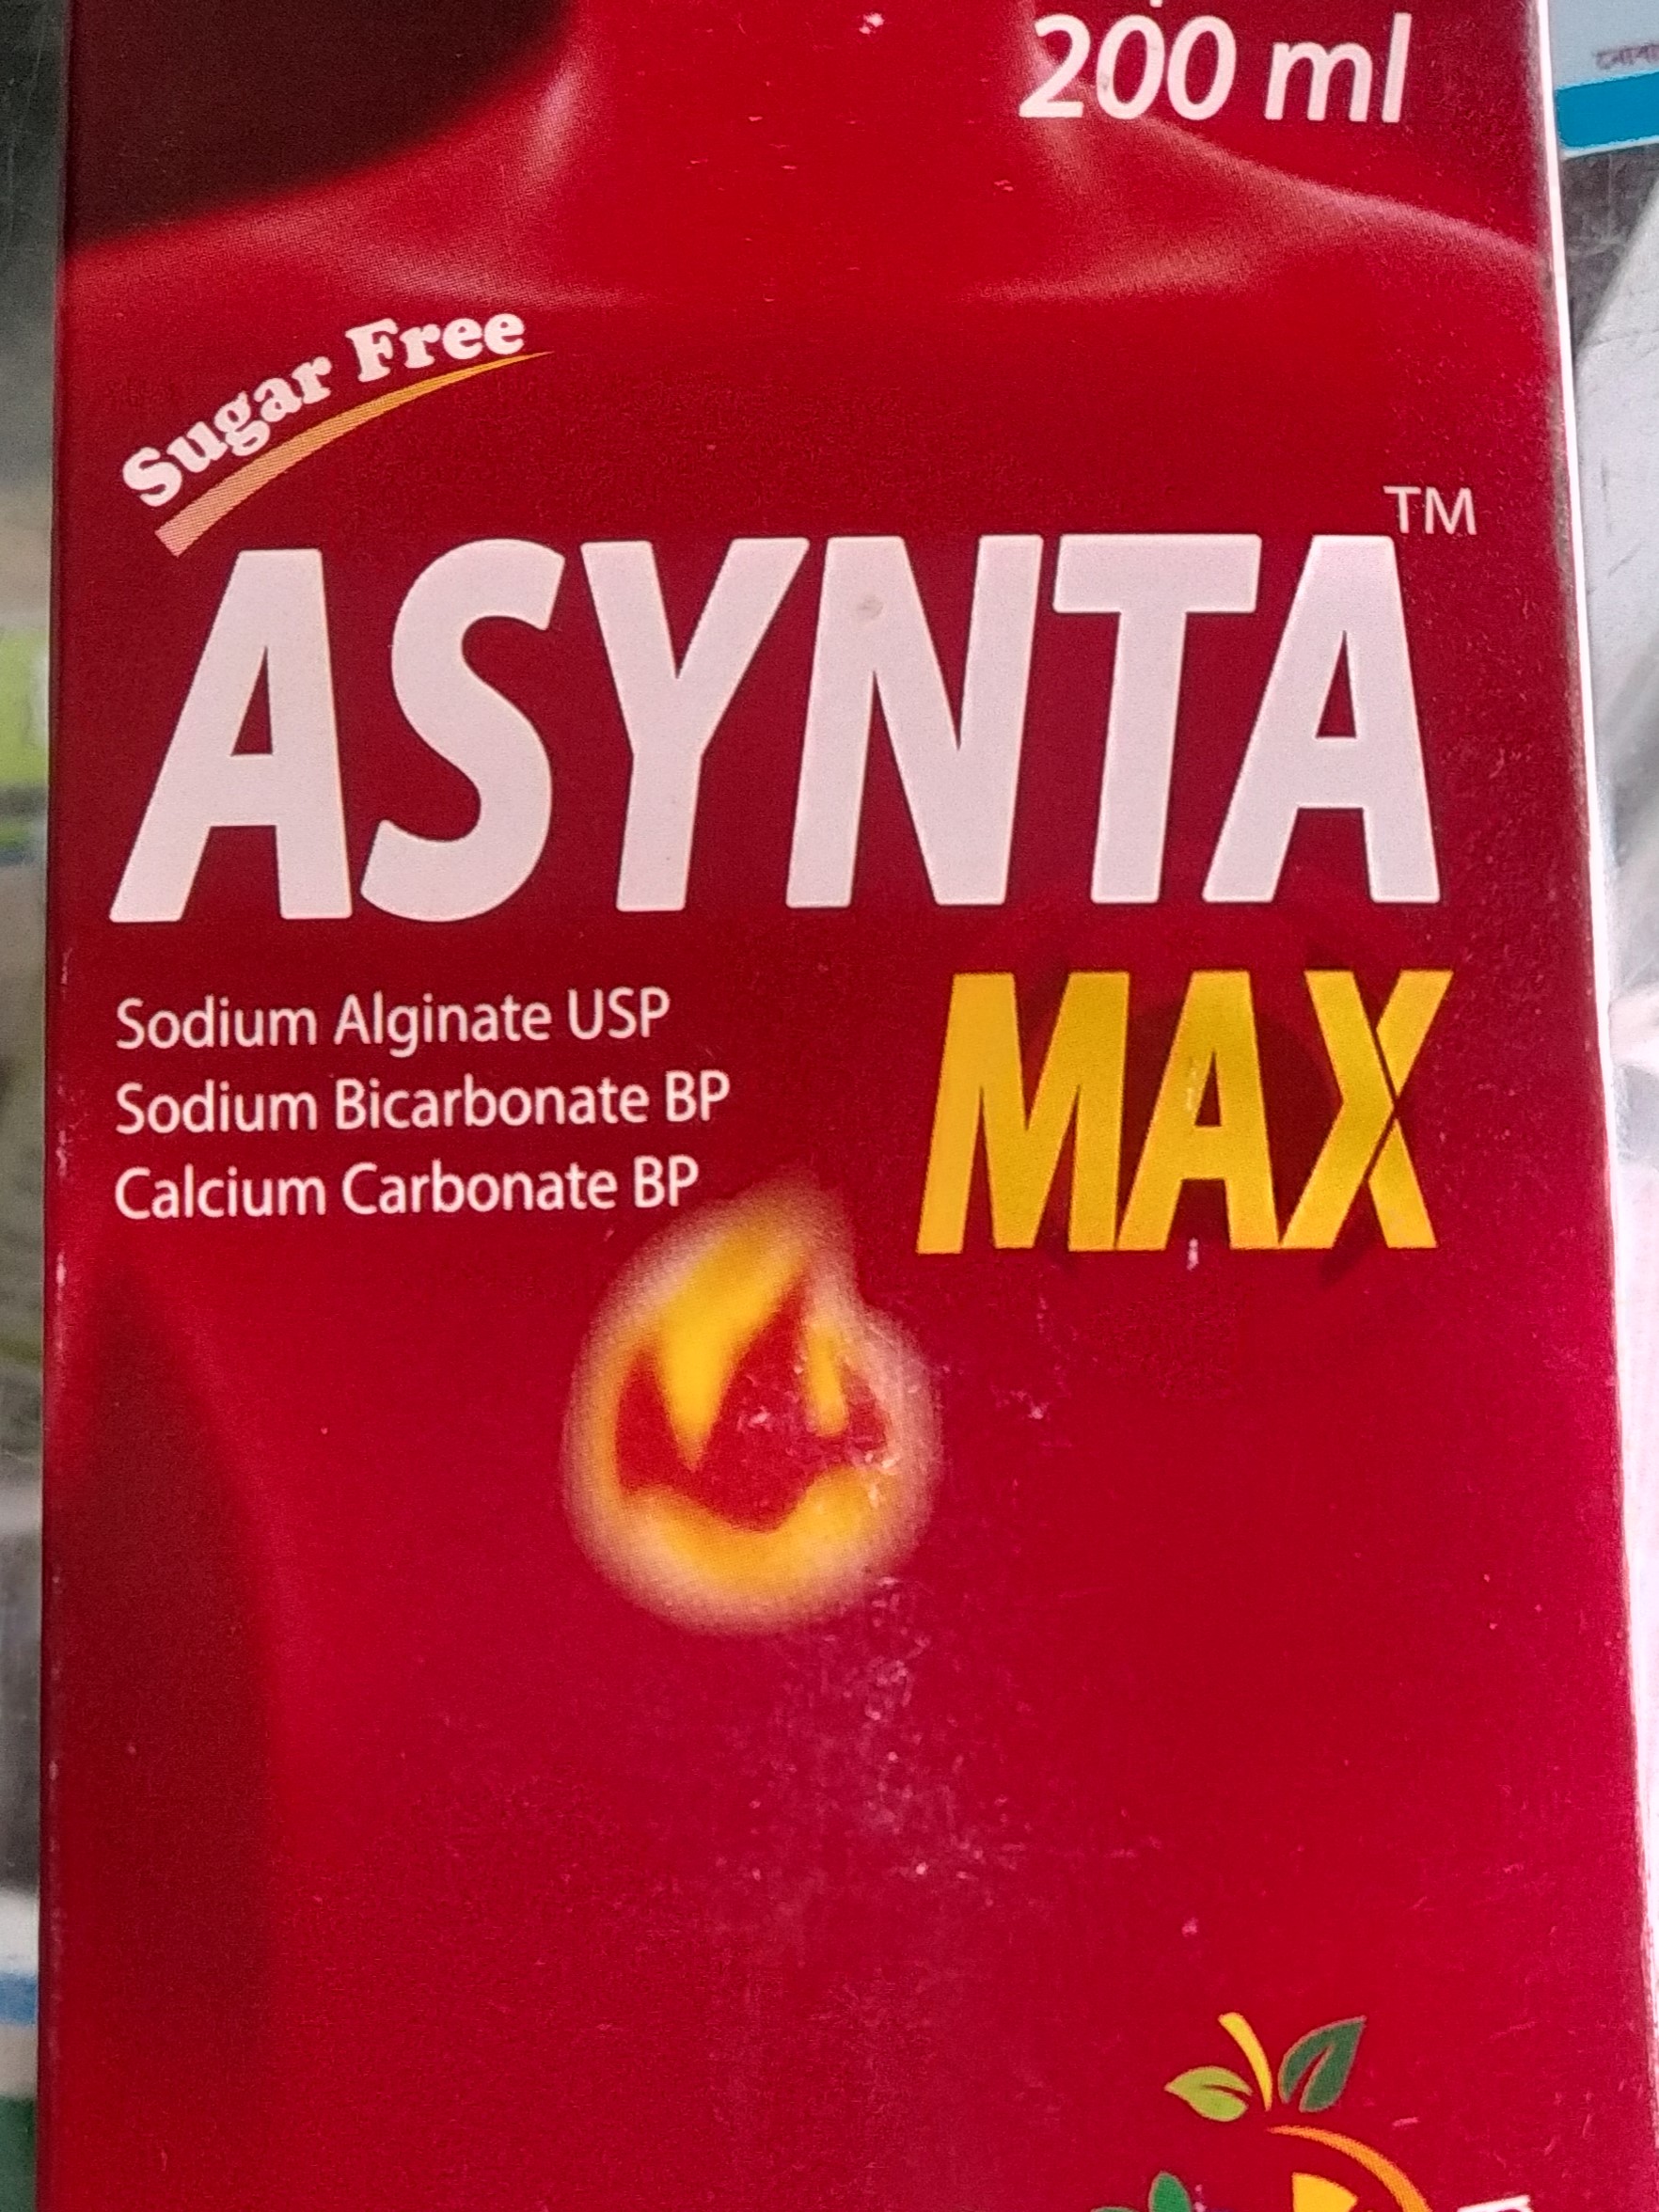 200 ml
Sugar Free
ASYNTA™
MAX
Sodium Alginate USP
Sodium Bicarbonate BP
Calcium Carbonate BP